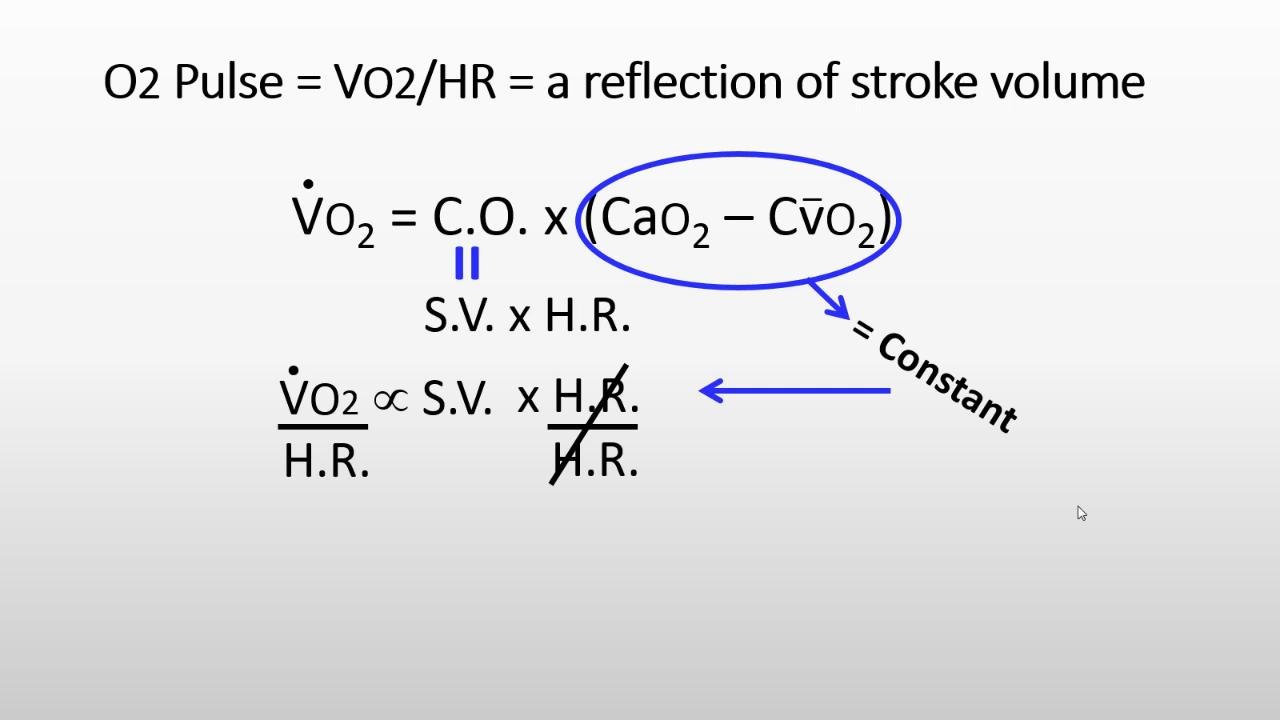 O2 Pulse = VO2/HR = a reflection of stroke volume
V̇O₂ = C.O. x (CaO₂ – Cv̄O₂)
S.V. x H.R.
= Constant
V̇O2 ∝ S.V. x H.R.
H.R. H.R.